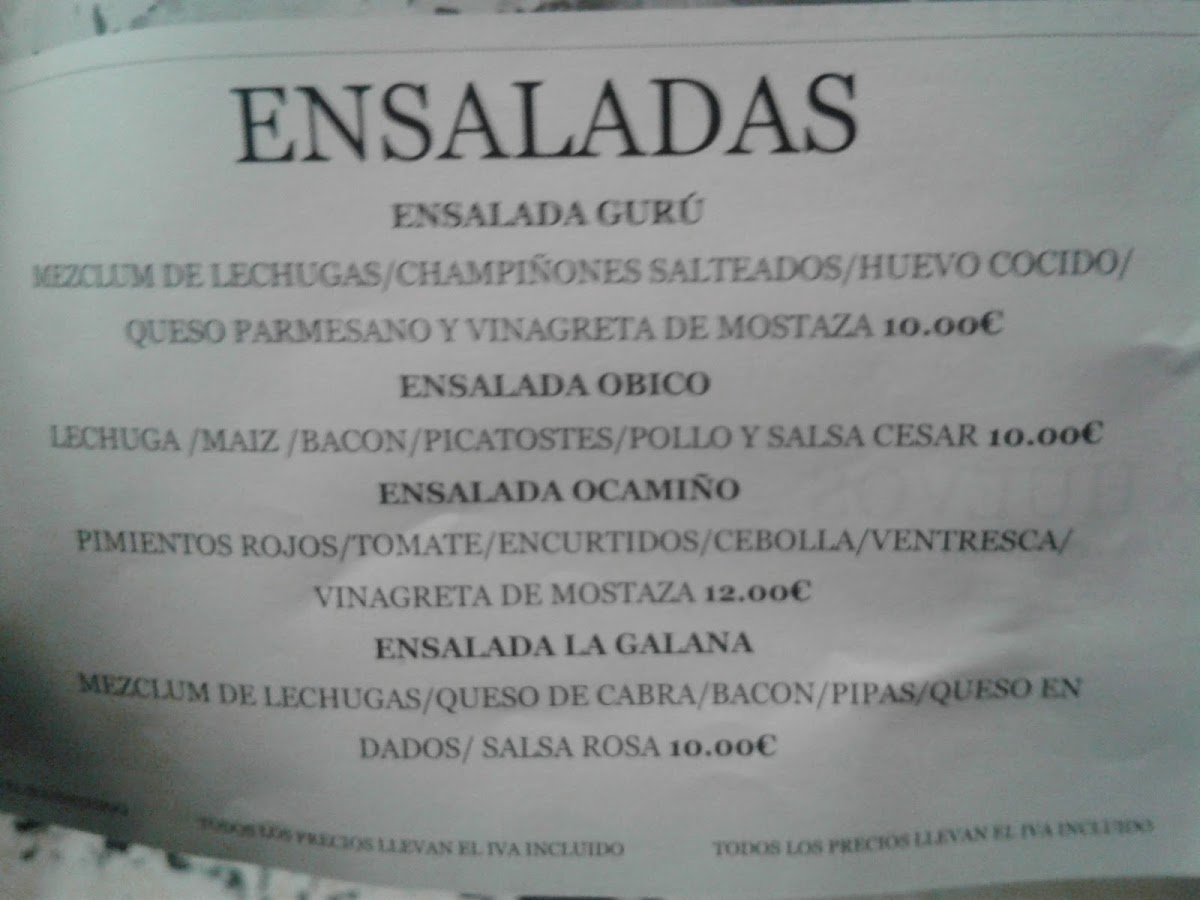 ENSALADAS
ENSALADA GURÚ
MEZCLUM DE LECHUGAS/CHAMPIÑONES SALTEADOS/HUEVO COCIDO/
QUESO PARMESANO Y VINAGRETA DE MOSTAZA 10.00€
ENSALADA OBICO
LECHUGA /MAIZ /BACON/PICATOSTES/POLLO Y SALSA CESAR 10.00€
ENSALADA OCAMIÑO
PIMIENTOS ROJOS/TOMATE/ENCURTIDOS/CEBOLLA/VENTRESCA/
VINAGRETA DE MOSTAZA 12.00€
ENSALADA LA GALANA
MEZCLUM DE LECHUGAS/QUESO DE CABRA/BACON/PIPAS/QUESO EN
DADOS/ SALSA ROSA 10.00€
TODOS LOS PRECIOS LLEVAN EL IVA INCLUIDO TODOS LOS PRECIOS LLEVAN EL IVA INCLUIDO